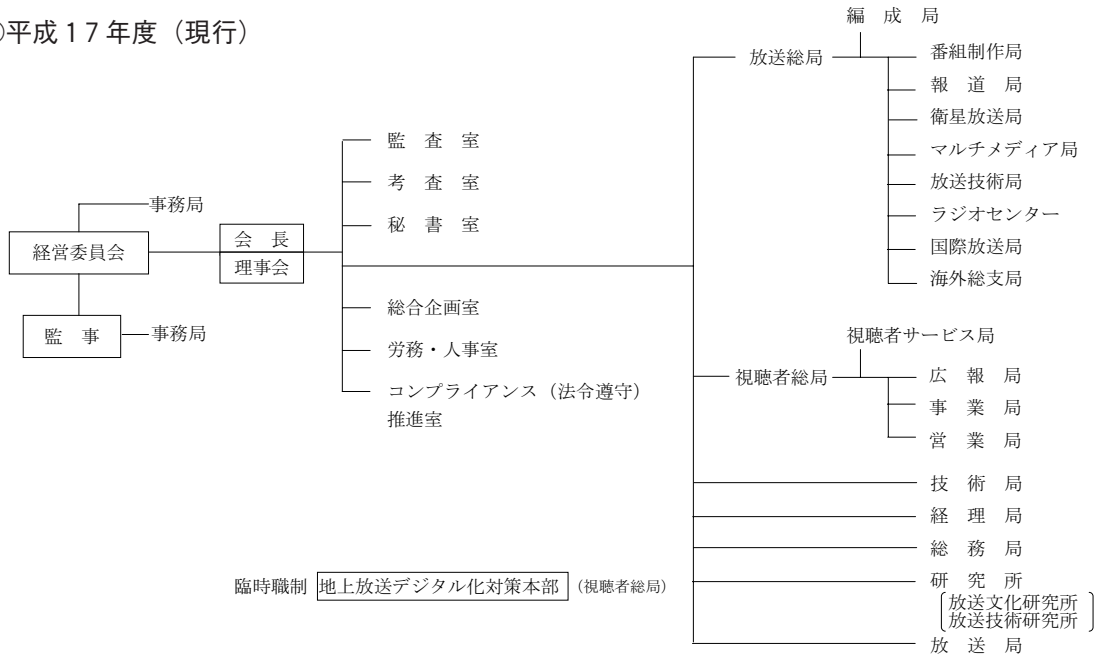 平成１７年度（現行）
事務局
経営委員会
監　事
事務局
会　長
理事会
監　査　室
考　査　室
秘　書　室
総合企画室
労務・人事室
コンプライアンス（法令遵守）
推進室
編　成　局
放送総局
番組制作局
報　道　局
衛星放送局
マルチメディア局
放送技術局
ラジオセンター
国際放送局
海外総支局
視聴者サービス局
視聴者総局
広　報　局
事　業　局
営　業　局
技　術　局
経　理　局
総　務　局
研　究　所
放送文化研究所
放送技術研究所
放　送　局
臨時職制 地上放送デジタル化対策本部（視聴者総局）